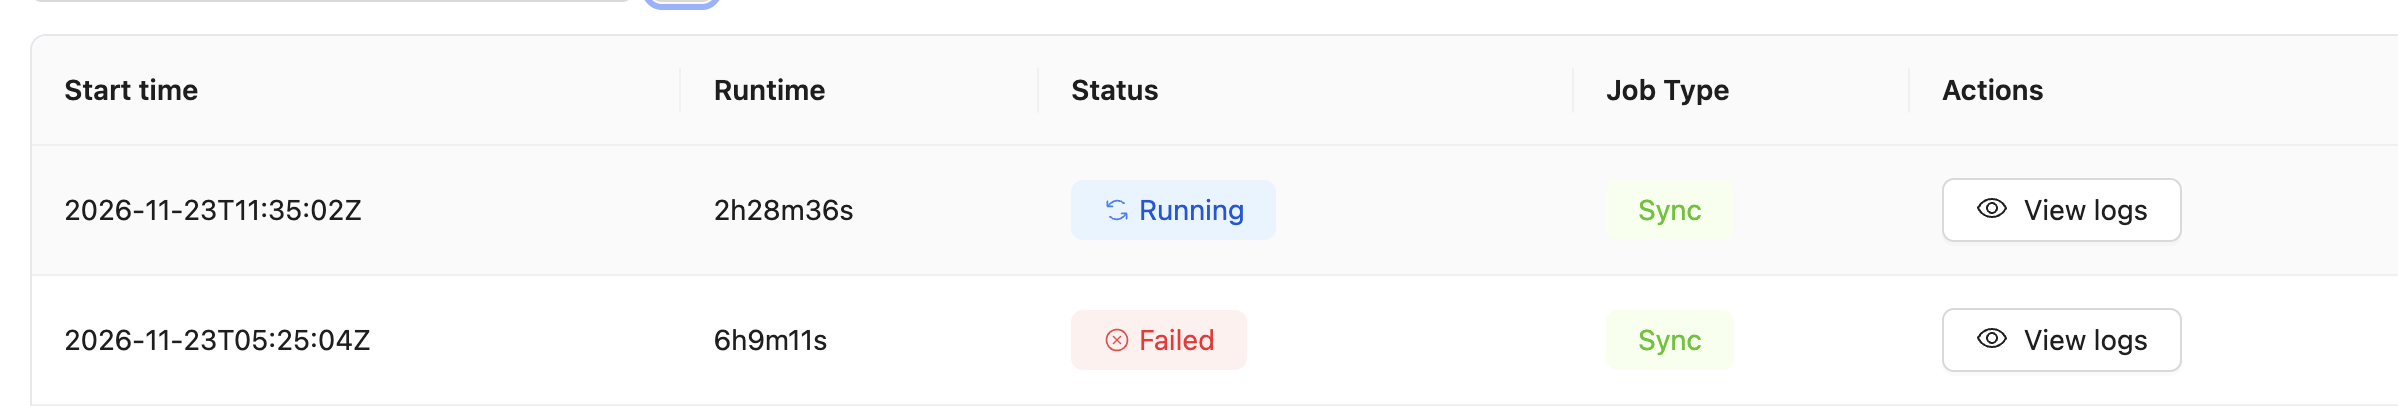 Start time Runtime Status Job Type Actions
2026-11-23T11:35:02Z 2h28m36s Running Sync View logs
2026-11-23T05:25:04Z 6h9m11s Failed Sync View logs